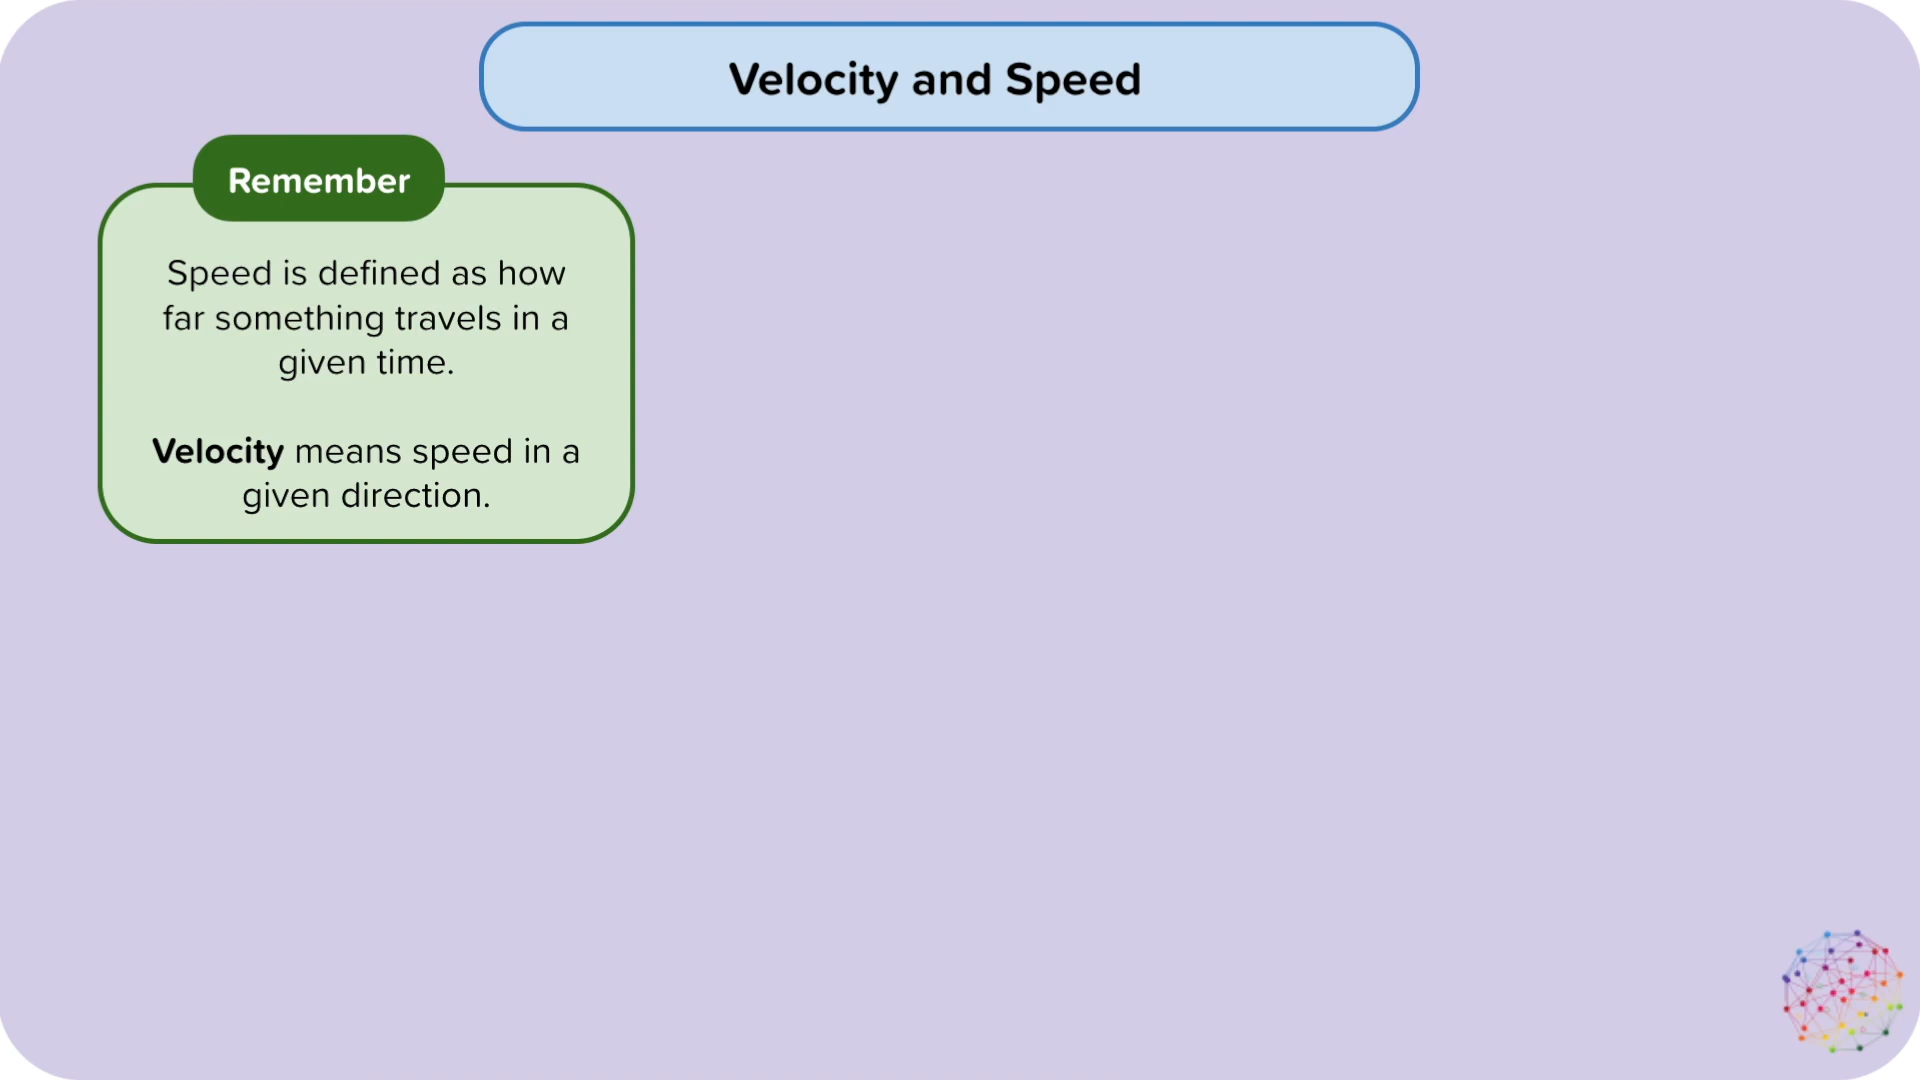 Velocity and Speed
Remember
Speed is defined as how
far something travels in a
given time.
Velocity means speed in a
given direction.